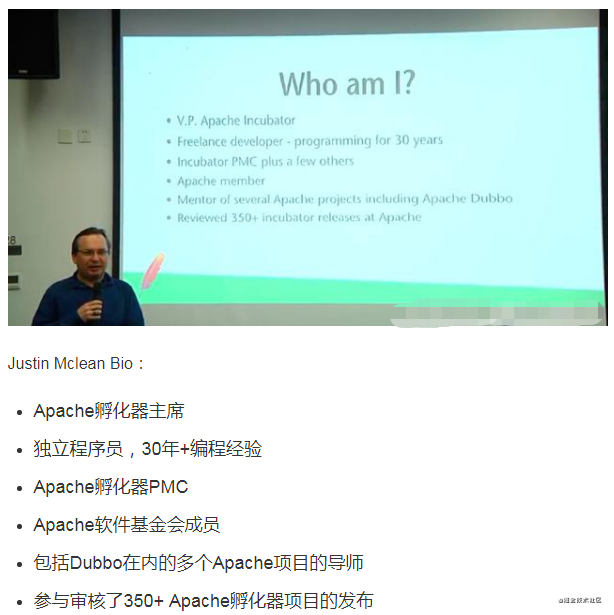 Who am I?
• V.P. Apache Incubator
• Freelance developer - programming for 30 years
• Incubator PMC plus a few others
• Apache member
• Mentor of several Apache projects including Apache Dubbo
• Reviewed 350+ incubator releases at Apache
Justin Mclean Bio：
• Apache孵化器主席
• 独立程序员，30年+编程经验
• Apache孵化器PMC
• Apache软件基金会成员
• 包括Dubbo在内的多个Apache项目的导师
• 参与审核了350+ Apache孵化器项目的发布
@掘金技术社区